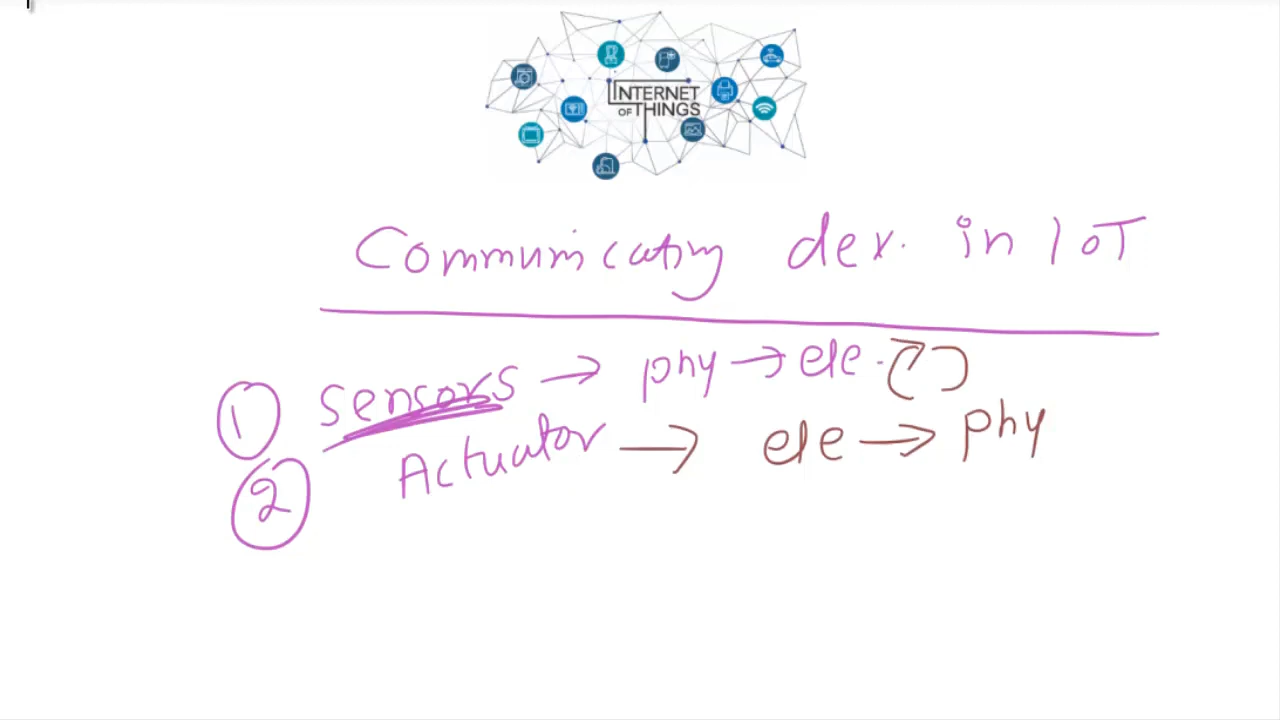 INTERNET
OF THINGS
Communicating dev. in IoT
1 Sensors → phy → ele.
2 Actuator → ele → phy